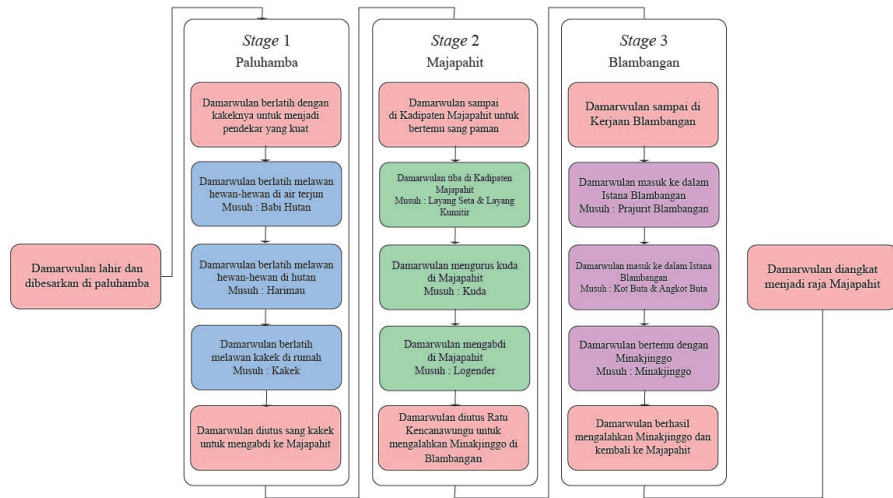 Damarwulan lahir dan
dibesarkan di paluhamba
Stage 1
Paluhamba
Damarwulan berlatih dengan
kakeknya untuk menjadi
pendekar yang kuat
Damarwulan berlatih melawan
hewan-hewan di air terjun
Musuh : Babi Hutan
Damarwulan berlatih melawan
hewan-hewan di hutan
Musuh : Harimau
Damarwulan berlatih
melawan kakek di rumah
Musuh : Kakek
Damarwulan diutus sang kakek
untuk mengabdi ke Majapahit
Stage 2
Majapahit
Damarwulan sampai
di Kadipaten Majapahit untuk
bertemu sang paman
Damarwulan tiba di Kadipaten
Majapahit
Musuh : Layang Seta & Layang
Kumitir
Damarwulan mengurus kuda
di Majapahit
Musuh : Kuda
Damarwulan mengabdi
di Majapahit
Musuh : Logender
Damarwulan diutus Ratu
Kencanawungu untuk
mengalahkan Minakjinggo di
Blambangan
Stage 3
Blambangan
Damarwulan sampai di
Kerjaan Blambangan
Damarwulan masuk ke dalam
Istana Blambangan
Musuh : Prajurit Blambangan
Damarwulan masuk ke dalam Istana
Blambangan
Musuh : Kot Buta & Angkot Buta
Damarwulan bertemu dengan
Minakjinggo
Musuh : Minakjinggo
Damarwulan berhasil
mengalahkan Minakjinggo dan
kembali ke Majapahit
Damarwulan diangkat
menjadi raja Majapahit